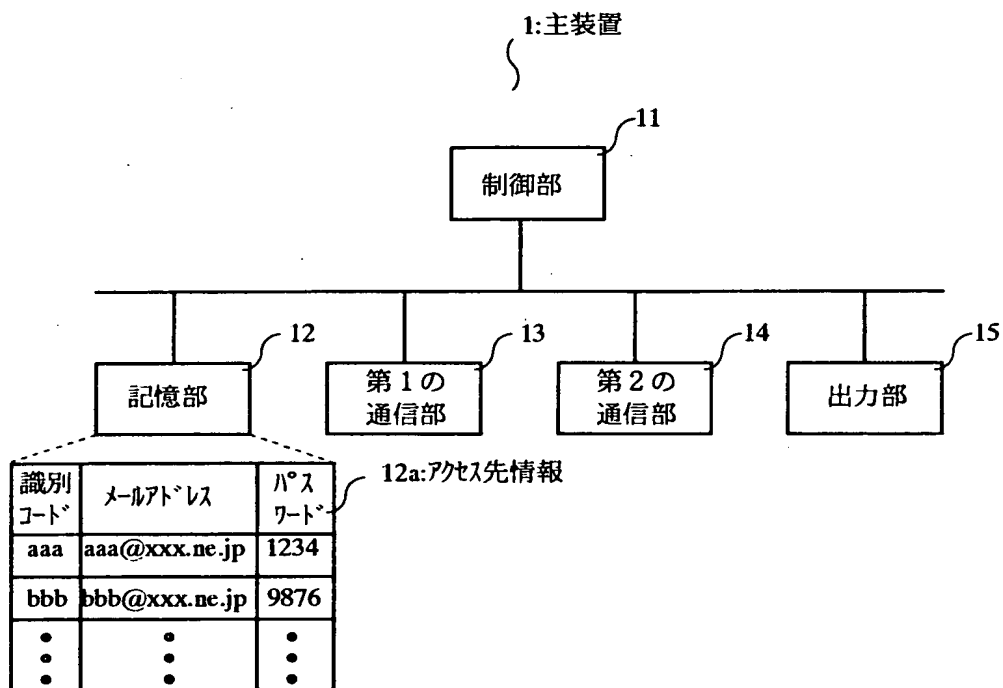 1:主装置
11
制御部
12
13
14
15
記憶部
第1の
通信部
第2の
通信部
出力部
12a:ｱｸｾｽ先情報
識別
ｺｰﾄﾞ
ﾒｰﾙｱﾄﾞﾚｽ
ﾊﾟｽ
ﾜｰﾄﾞ
aaa aaa@xxx.ne.jp 1234
bbb bbb@xxx.ne.jp 9876